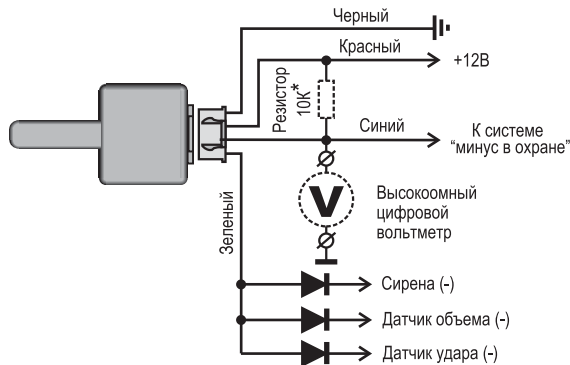 Черный
Красный
+12В
Резистор
10К*
Синий
К системе
“минус в охране”
V
Высокоомный
цифровой
вольтметр
Зеленый
Сирена (-)
Датчик объема (-)
Датчик удара (-)